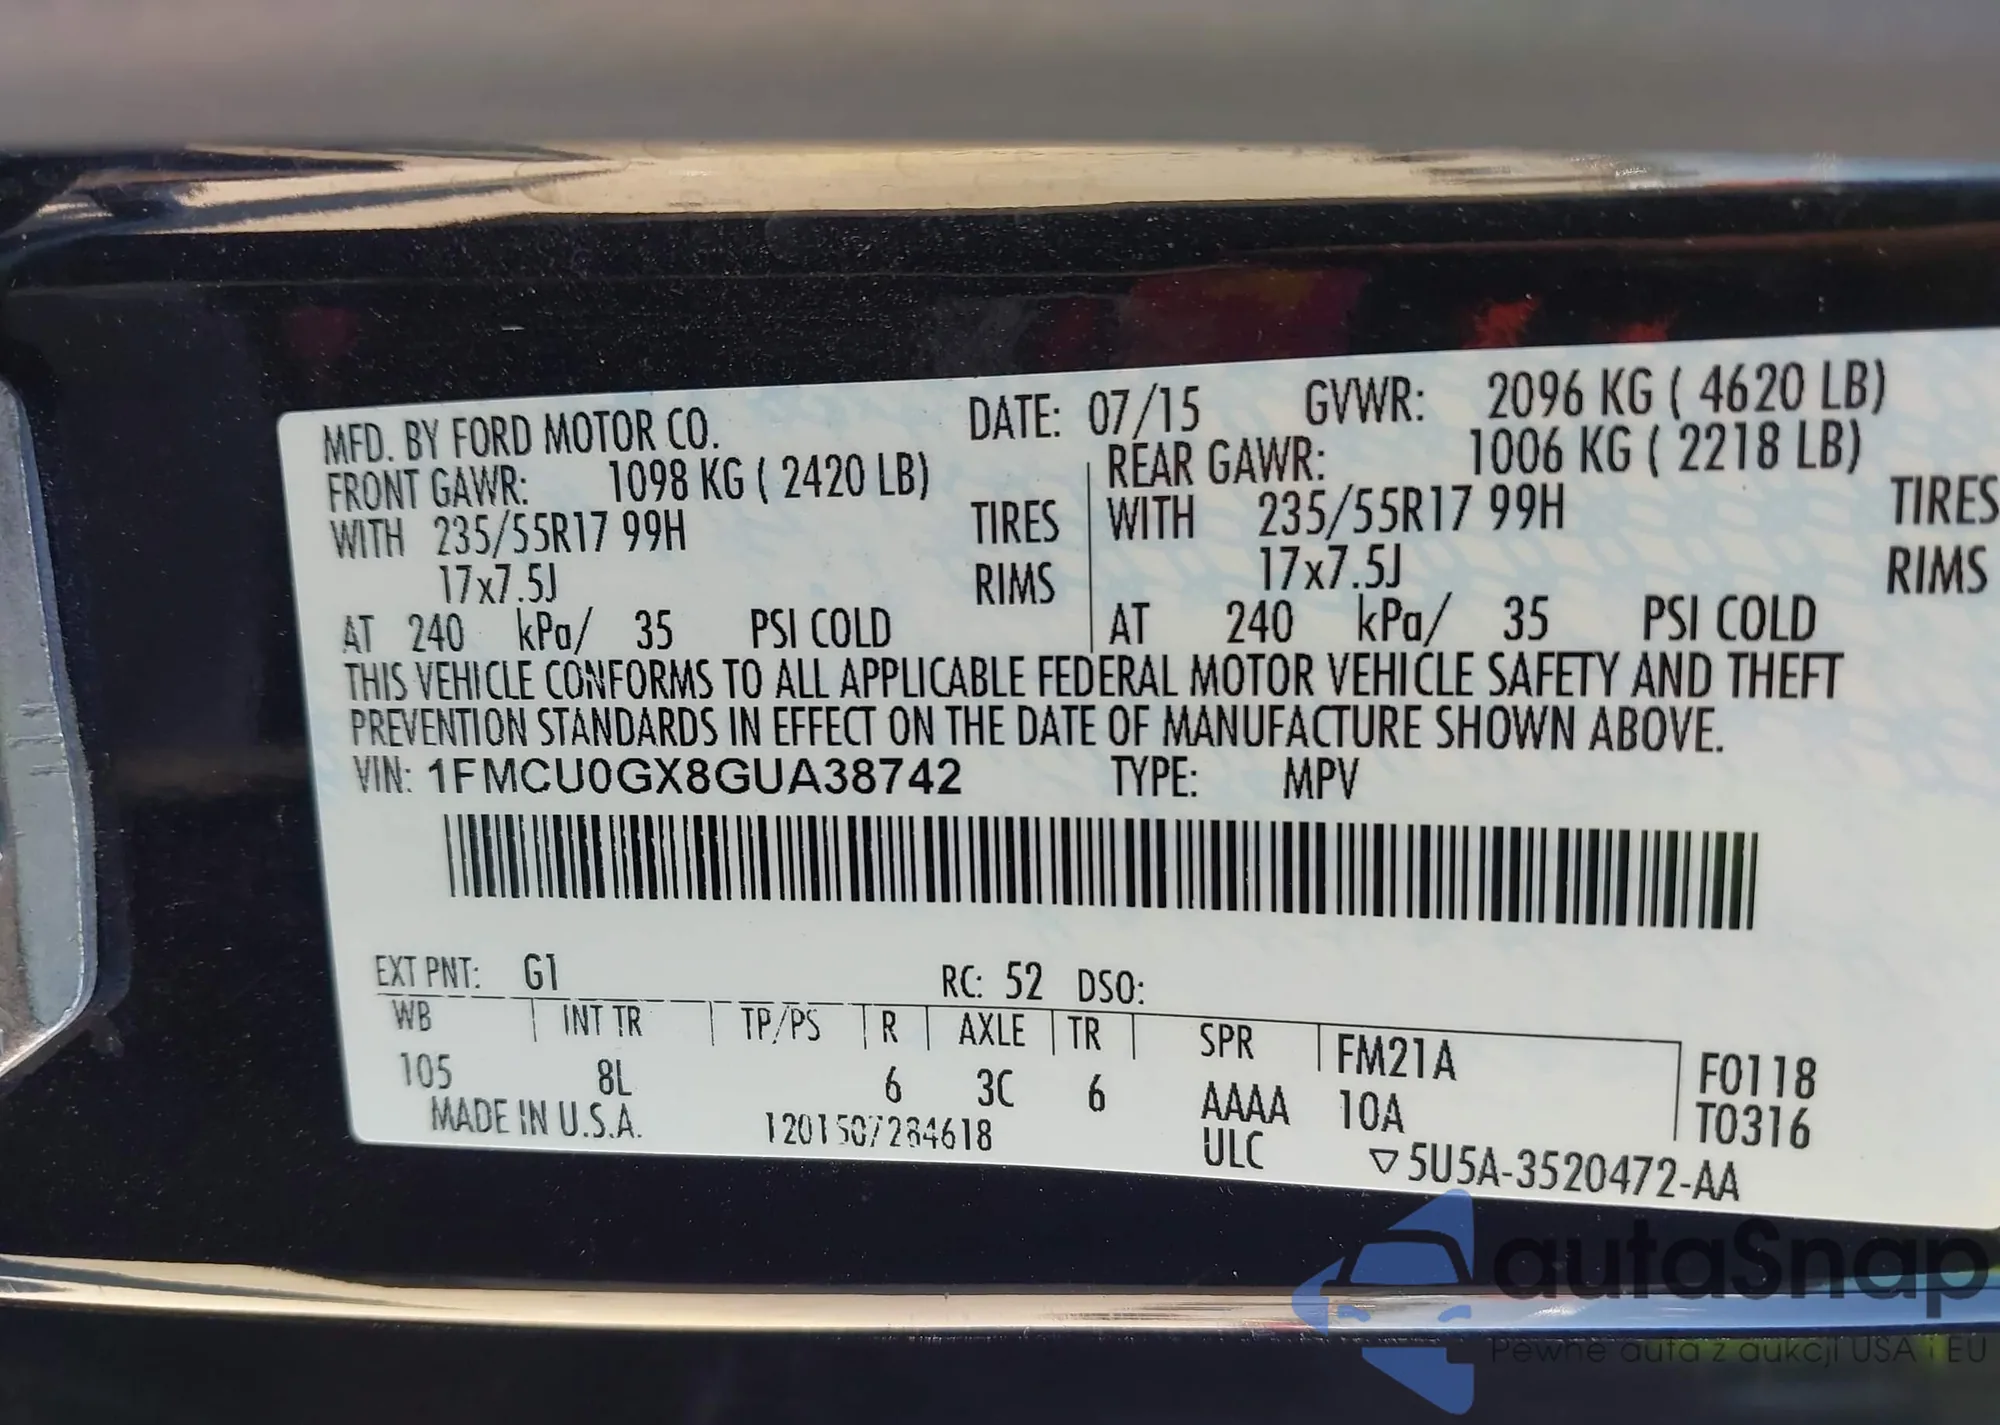 MFD. BY FORD MOTOR CO. DATE: 07/15 GVWR: 2096 KG ( 4620 LB)
FRONT GAWR: 1098 KG ( 2420 LB) REAR GAWR: 1006 KG ( 2218 LB)
WITH 235/55R17 99H TIRES WITH 235/55R17 99H TIRES
17x7.5J RIMS 17x7.5J RIMS
AT 240 kPa/ 35 PSI COLD AT 240 kPa/ 35 PSI COLD
THIS VEHICLE CONFORMS TO ALL APPLICABLE FEDERAL MOTOR VEHICLE SAFETY AND THEFT
PREVENTION STANDARDS IN EFFECT ON THE DATE OF MANUFACTURE SHOWN ABOVE.
VIN: 1FMCU0GX8GUA38742 TYPE: MPV
EXT PNT: G1 RC: 52 DSO:
WB INT TR TP/PS R AXLE TR SPR FM21A F0118
105 8L 6 3C 6 AAAA 10A T0316
MADE IN U.S.A. 1201507284618 ULC ▽5U5A-3520472-AA
autaSnap
Pewne auta z aukcji USA i EU